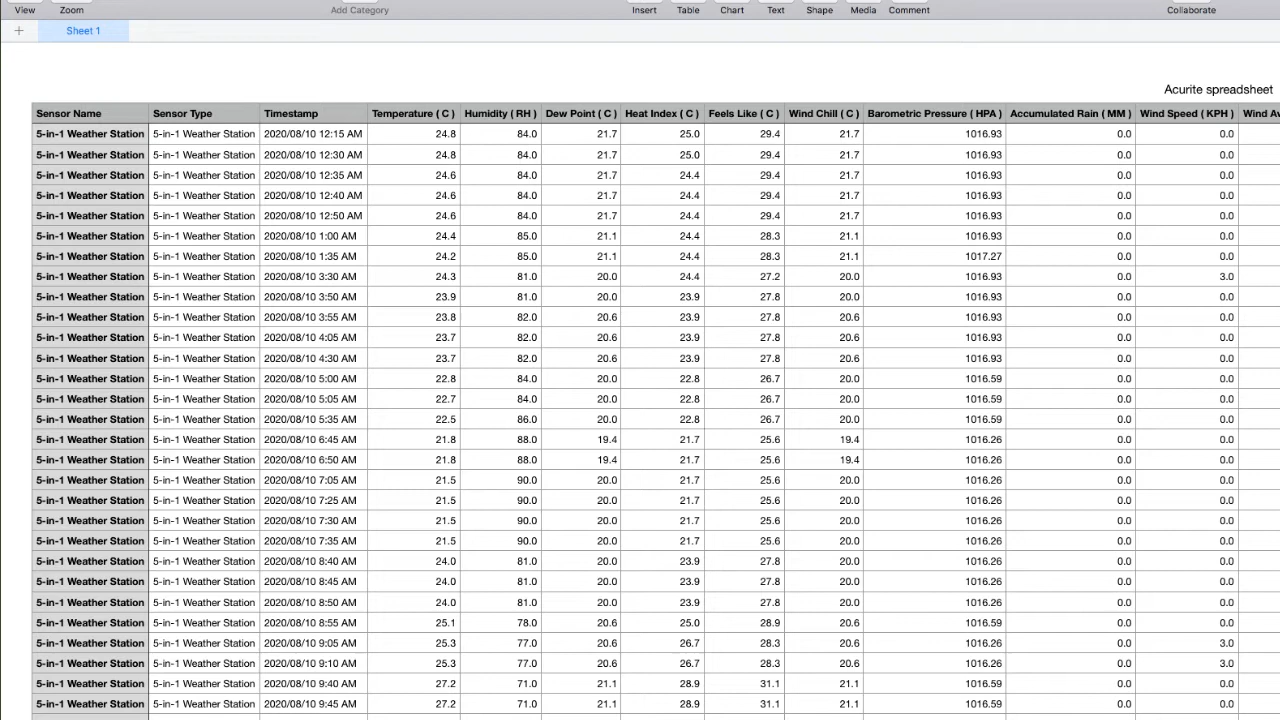 View Zoom Add Category Insert Table Chart Text Shape Media Comment Collaborate
+ Sheet 1
Acurite spreadsheet
Sensor Name Sensor Type Timestamp Temperature ( C ) Humidity ( RH ) Dew Point ( C ) Heat Index ( C ) Feels Like ( C ) Wind Chill ( C ) Barometric Pressure ( HPA ) Accumulated Rain ( MM ) Wind Speed ( KPH ) Wind Av
5-in-1 Weather Station 5-in-1 Weather Station 2020/08/10 12:15 AM 24.8 84.0 21.7 25.0 29.4 21.7 1016.93 0.0 0.0
5-in-1 Weather Station 5-in-1 Weather Station 2020/08/10 12:30 AM 24.8 84.0 21.7 25.0 29.4 21.7 1016.93 0.0 0.0
5-in-1 Weather Station 5-in-1 Weather Station 2020/08/10 12:35 AM 24.6 84.0 21.7 24.4 29.4 21.7 1016.93 0.0 0.0
5-in-1 Weather Station 5-in-1 Weather Station 2020/08/10 12:40 AM 24.6 84.0 21.7 24.4 29.4 21.7 1016.93 0.0 0.0
5-in-1 Weather Station 5-in-1 Weather Station 2020/08/10 12:50 AM 24.6 84.0 21.7 24.4 29.4 21.7 1016.93 0.0 0.0
5-in-1 Weather Station 5-in-1 Weather Station 2020/08/10 1:00 AM 24.4 85.0 21.1 24.4 28.3 21.1 1016.93 0.0 0.0
5-in-1 Weather Station 5-in-1 Weather Station 2020/08/10 1:35 AM 24.2 85.0 21.1 24.4 28.3 21.1 1017.27 0.0 0.0
5-in-1 Weather Station 5-in-1 Weather Station 2020/08/10 3:30 AM 24.3 81.0 20.0 24.4 27.2 20.0 1016.93 0.0 3.0
5-in-1 Weather Station 5-in-1 Weather Station 2020/08/10 3:50 AM 23.9 81.0 20.0 23.9 27.8 20.0 1016.93 0.0 0.0
5-in-1 Weather Station 5-in-1 Weather Station 2020/08/10 3:55 AM 23.8 82.0 20.6 23.9 27.8 20.6 1016.93 0.0 0.0
5-in-1 Weather Station 5-in-1 Weather Station 2020/08/10 4:05 AM 23.7 82.0 20.6 23.9 27.8 20.6 1016.93 0.0 0.0
5-in-1 Weather Station 5-in-1 Weather Station 2020/08/10 4:30 AM 23.7 82.0 20.6 23.9 27.8 20.6 1016.93 0.0 0.0
5-in-1 Weather Station 5-in-1 Weather Station 2020/08/10 5:00 AM 22.8 84.0 20.0 22.8 26.7 20.0 1016.59 0.0 0.0
5-in-1 Weather Station 5-in-1 Weather Station 2020/08/10 5:05 AM 22.7 84.0 20.0 22.8 26.7 20.0 1016.59 0.0 0.0
5-in-1 Weather Station 5-in-1 Weather Station 2020/08/10 5:35 AM 22.5 86.0 20.0 22.8 26.7 20.0 1016.59 0.0 0.0
5-in-1 Weather Station 5-in-1 Weather Station 2020/08/10 6:45 AM 21.8 88.0 19.4 21.7 25.6 19.4 1016.26 0.0 0.0
5-in-1 Weather Station 5-in-1 Weather Station 2020/08/10 6:50 AM 21.8 88.0 19.4 21.7 25.6 19.4 1016.26 0.0 0.0
5-in-1 Weather Station 5-in-1 Weather Station 2020/08/10 7:05 AM 21.5 90.0 20.0 21.7 25.6 20.0 1016.26 0.0 0.0
5-in-1 Weather Station 5-in-1 Weather Station 2020/08/10 7:25 AM 21.5 90.0 20.0 21.7 25.6 20.0 1016.26 0.0 0.0
5-in-1 Weather Station 5-in-1 Weather Station 2020/08/10 7:30 AM 21.5 90.0 20.0 21.7 25.6 20.0 1016.26 0.0 0.0
5-in-1 Weather Station 5-in-1 Weather Station 2020/08/10 7:35 AM 21.5 90.0 20.0 21.7 25.6 20.0 1016.26 0.0 0.0
5-in-1 Weather Station 5-in-1 Weather Station 2020/08/10 8:40 AM 24.0 81.0 20.0 23.9 27.8 20.0 1016.26 0.0 0.0
5-in-1 Weather Station 5-in-1 Weather Station 2020/08/10 8:45 AM 24.0 81.0 20.0 23.9 27.8 20.0 1016.26 0.0 0.0
5-in-1 Weather Station 5-in-1 Weather Station 2020/08/10 8:50 AM 24.0 81.0 20.0 23.9 27.8 20.0 1016.26 0.0 0.0
5-in-1 Weather Station 5-in-1 Weather Station 2020/08/10 8:55 AM 25.1 78.0 20.6 25.0 28.9 20.6 1016.59 0.0 0.0
5-in-1 Weather Station 5-in-1 Weather Station 2020/08/10 9:05 AM 25.3 77.0 20.6 26.7 28.3 20.6 1016.26 0.0 3.0
5-in-1 Weather Station 5-in-1 Weather Station 2020/08/10 9:10 AM 25.3 77.0 20.6 26.7 28.3 20.6 1016.26 0.0 3.0
5-in-1 Weather Station 5-in-1 Weather Station 2020/08/10 9:40 AM 27.2 71.0 21.1 28.9 31.1 21.1 1016.59 0.0 0.0
5-in-1 Weather Station 5-in-1 Weather Station 2020/08/10 9:45 AM 27.2 71.0 21.1 28.9 31.1 21.1 1016.59 0.0 0.0